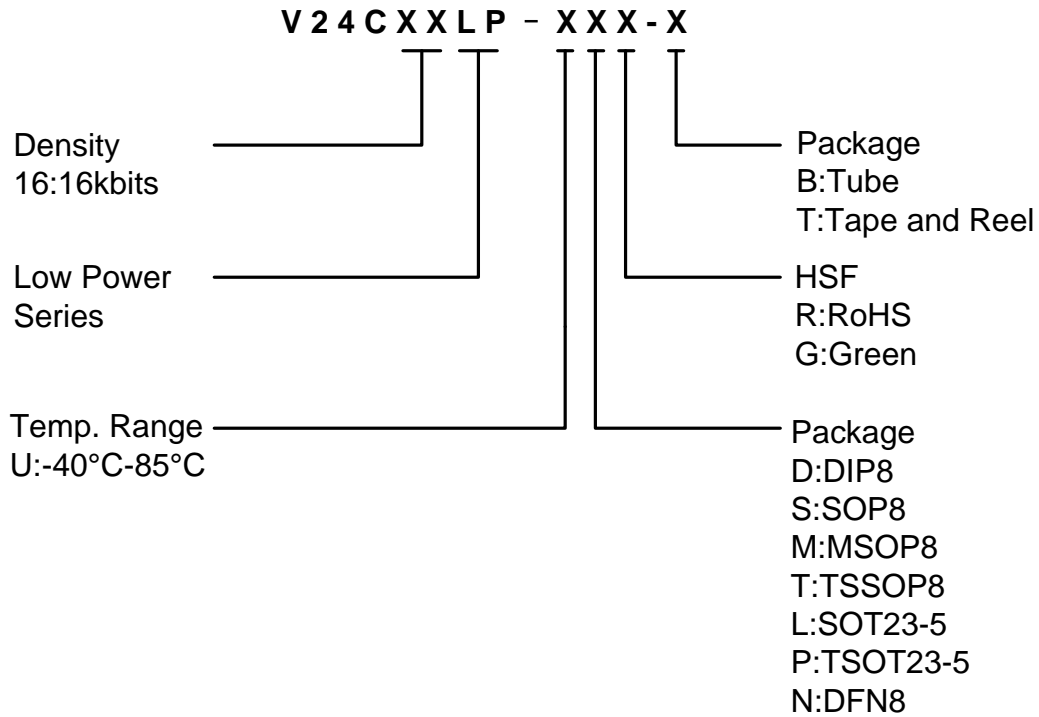 V24CXXLP - XXX-X
Density
16:16kbits
Low Power
Series
Temp. Range
U:-40°C-85°C
Package
B:Tube
T:Tape and Reel
HSF
R:RoHS
G:Green
Package
D:DIP8
S:SOP8
M:MSOP8
T:TSSOP8
L:SOT23-5
P:TSOT23-5
N:DFN8